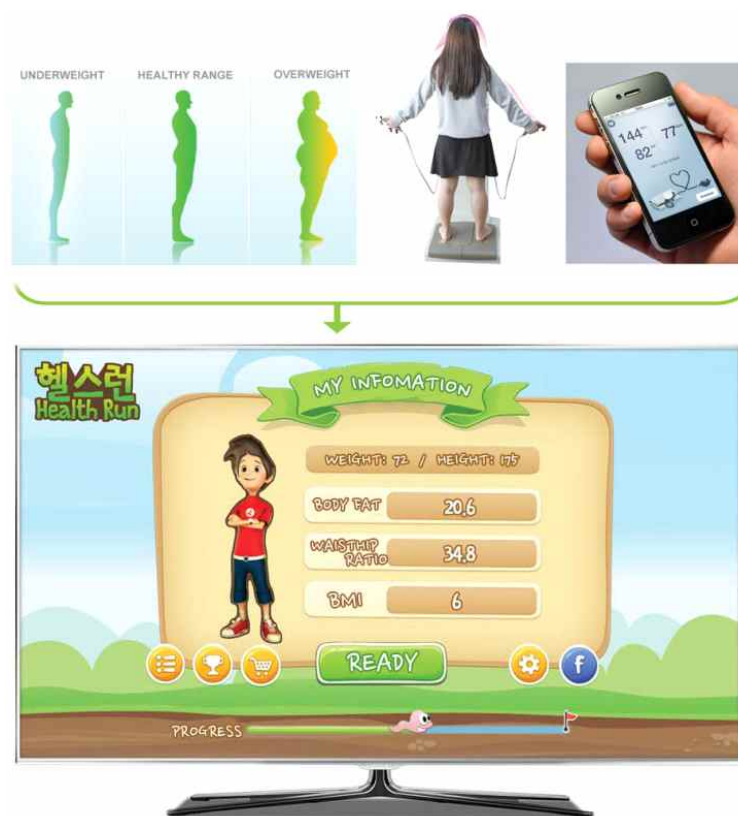 UNDERWEIGHT
HEALTHY RANGE
OVERWEIGHT
144
77
82
헬스런
Health Run
MY INFOMATION
WEIGHT: 72 / HEIGHT: 175
BODY FAT
20.6
WAISTHIP
RATIO
34.8
BMI
6
READY
f
PROGRESS